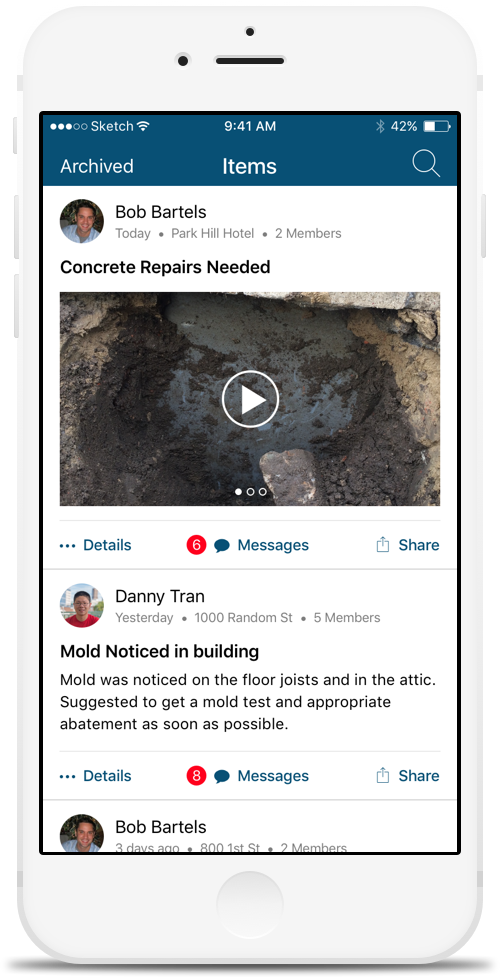 Sketch 9:41 AM 42%
Archived Items
Bob Bartels
Today • Park Hill Hotel • 2 Members
Concrete Repairs Needed
Details 6 Messages Share
Danny Tran
Yesterday • 1000 Random St • 5 Members
Mold Noticed in building
Mold was noticed on the floor joists and in the attic.
Suggested to get a mold test and appropriate
abatement as soon as possible.
Details 8 Messages Share
Bob Bartels
3 days ago • 800 1st St • 2 Members